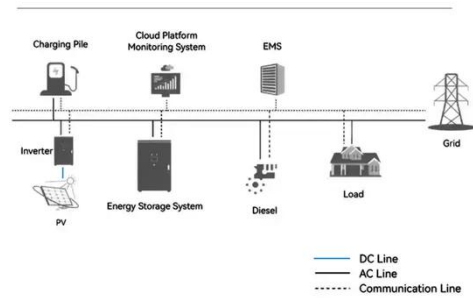 Charging Pile
Cloud Platform
Monitoring System
EMS
Grid
Inverter
PV
Energy Storage System
Diesel
Load
DC Line
AC Line
Communication Line